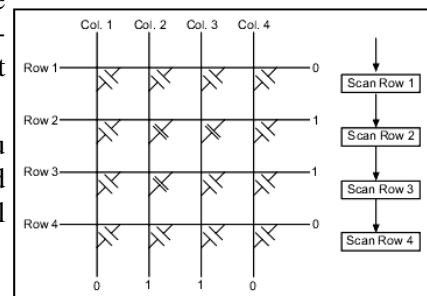 Col. 1 Col. 2 Col. 3 Col. 4
Row 1 0
Scan Row 1
Row 2 1
Scan Row 2
Row 3 1
Scan Row 3
Row 4 0
Scan Row 4
0 1 1 0